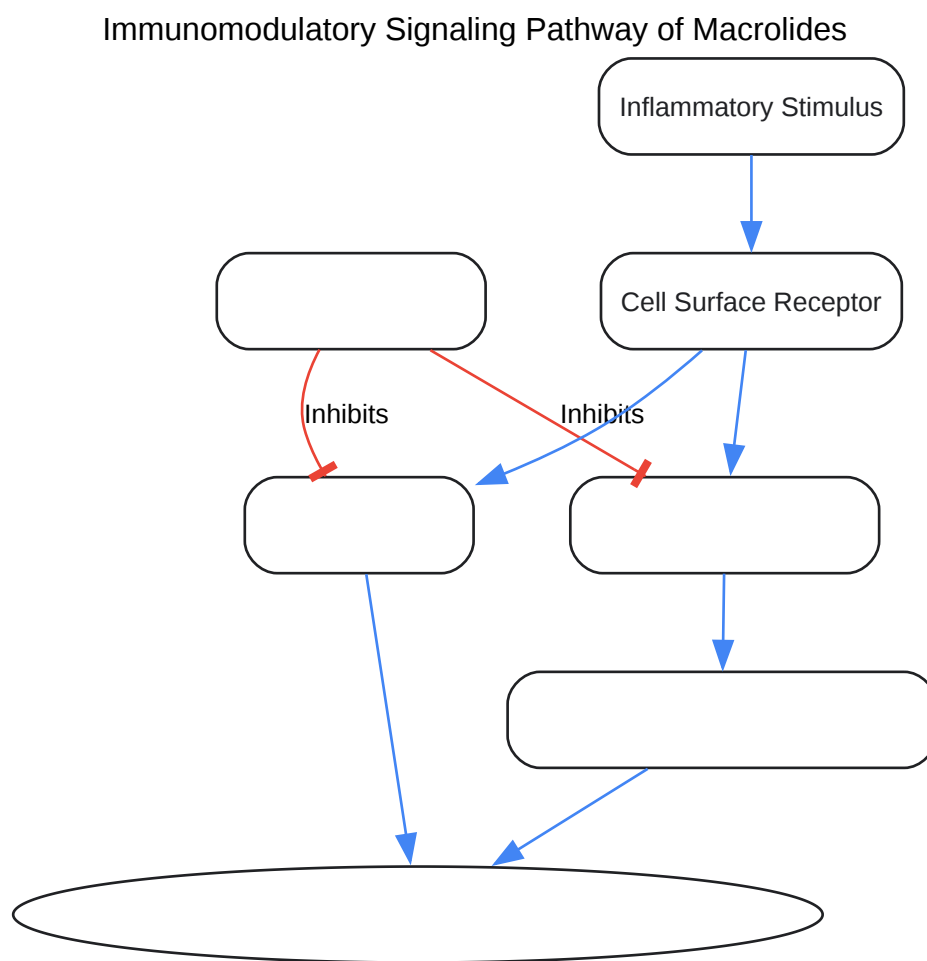 Immunomodulatory Signaling Pathway of Macrolides
Inflammatory Stimulus
Cell Surface Receptor
Inhibits
Inhibits